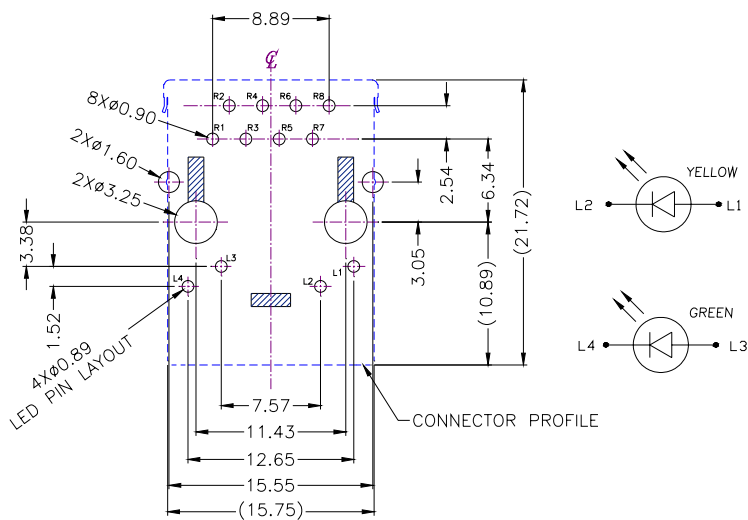 8.89
℄
R2 R4 R6 R8
8XØ0.90
R1 R3 R5 R7
2XØ1.60
2XØ3.25
2.54
6.34
(21.72)
3.38
3.05
(10.89)
L3
L1
L4
L2
1.52
4XØ0.89
LED PIN LAYOUT
7.57
CONNECTOR PROFILE
11.43
12.65
15.55
(15.75)
YELLOW
L2 L1
GREEN
L4 L3